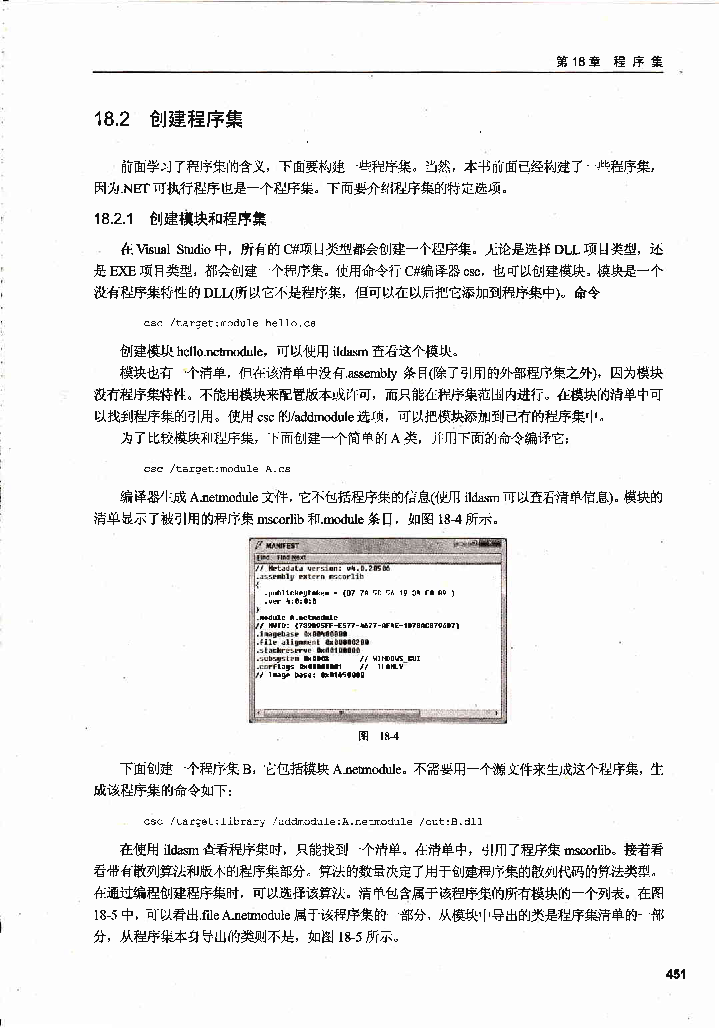 第 18 章 程 序 集
18.2 创建程序集
前面学习了程序集的含义，下面要构建一些程序集。当然，本书前面已经构建了一些程序集，
因为.NET 可执行程序也是一个程序集。下面要介绍程序集的特定选项。
18.2.1 创建模块和程序集
在 Visual Studio 中，所有的 C#项目类型都会创建一个程序集。无论是选择 DLL 项目类型，还
是 EXE 项目类型，都会创建一个程序集。使用命令行 C#编译器 csc，也可以创建模块。模块是一个
没有程序集特性的 DLL(所以它不是程序集，但可以在以后把它添加到程序集中)。命令
csc /target:module hello.cs
创建模块 hello.netmodule，可以使用 ildasm 查看这个模块。
模块也有一个清单，但在该清单中没有.assembly 条目(除了引用的外部程序集之外)，因为模块
没有程序集特性。不能用模块来配置版本或许可，而只能在程序集范围内进行。在模块的清单中可
以找到程序集的引用。使用 csc 的/addmodule 选项，可以把模块添加到已有的程序集中。
为了比较模块和程序集，下面创建一个简单的 A 类，并用下面的命令编译它：
csc /target:module A.cs
编译器生成 A.netmodule 文件，它不包括程序集的信息(使用 ildasm 可以查看清单信息)。模块的
清单显示了被引用的程序集 mscorlib 和.module 条目，如图 18-4 所示。
MANIFEST
Find Find Next
// Metadata version: v4.0.20506
.assembly extern mscorlib
{
.publickeytoken = (B7 7A 5C 56 19 34 E0 89 )
.ver 4:0:0:0
}
.module A.netmodule
.imagebase 0x00400000
.file alignment 0x00000200
.stackreserve 0x00100000
.subsystem 0x0003 // WINDOWS_CUI
.corflags 0x00000001 // ILONLY
图 18-4
下面创建一个程序集 B，它包括模块 A.netmodule。不需要用一个源文件来生成这个程序集，生
成该程序集的命令如下：
csc /target:library /addmodule:A.netmodule /out:B.dll
在使用 ildasm 查看程序集时，只能找到一个清单。在清单中，引用了程序集 mscorlib。接着看
看带有散列算法和版本的程序集部分。算法的数量决定了用于创建程序集的散列代码的算法类型。
在通过编程创建程序集时，可以选择该算法。清单包含属于该程序集的所有模块的一个列表。在图
18-5 中，可以看出.file A.netmodule 属于该程序集的一部分，从模块中导出的类是程序集清单的一部
分，从程序集本身导出的类则不是，如图 18-5 所示。
451